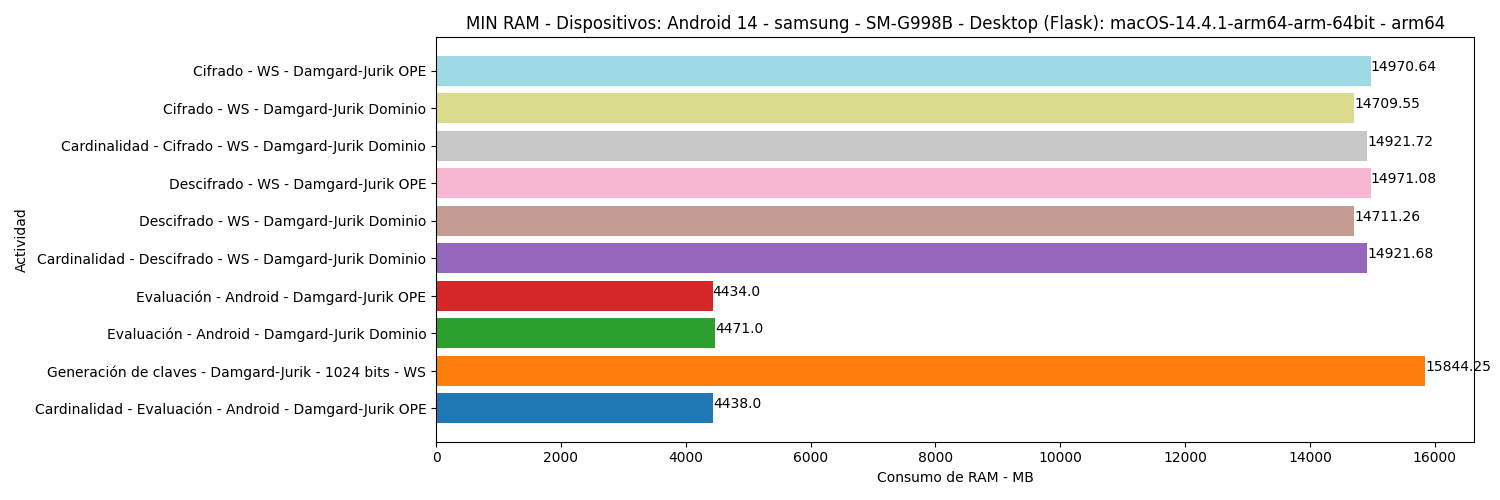 MIN RAM - Dispositivos: Android 14 - samsung - SM-G998B - Desktop (Flask): macOS-14.4.1-arm64-arm-64bit - arm64
Actividad
Cifrado - WS - Damgard-Jurik OPE 14970.64
Cifrado - WS - Damgard-Jurik Dominio 14709.55
Cardinalidad - Cifrado - WS - Damgard-Jurik Dominio 14921.72
Descifrado - WS - Damgard-Jurik OPE 14971.08
Descifrado - WS - Damgard-Jurik Dominio 14711.26
Cardinalidad - Descifrado - WS - Damgard-Jurik Dominio 14921.68
Evaluación - Android - Damgard-Jurik OPE 4434.0
Evaluación - Android - Damgard-Jurik Dominio 4471.0
Generación de claves - Damgard-Jurik - 1024 bits - WS 15844.25
Cardinalidad - Evaluación - Android - Damgard-Jurik OPE 4438.0
0 2000 4000 6000 8000 10000 12000 14000 16000
Consumo de RAM - MB